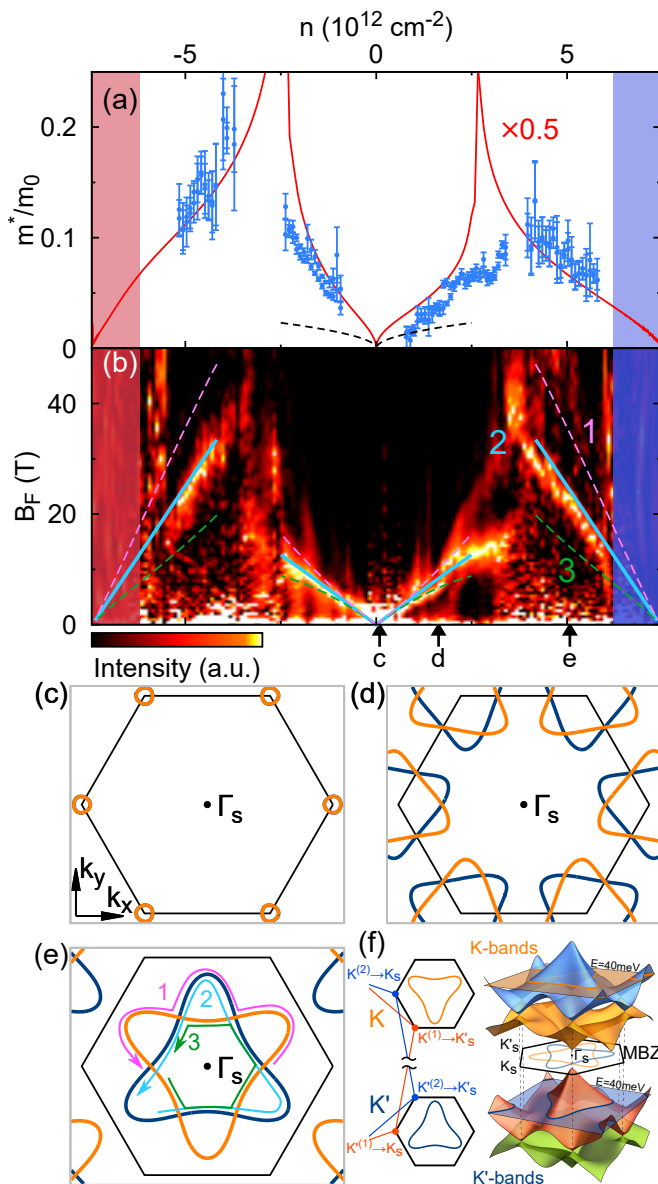 n (10¹² cm⁻²)
-5 0 5
(a)
×0.5
0.2
0.1
0
m*/m₀
(b)
1
2
3
40
20
0
B_F (T)
c d e
Intensity (a.u.)
(c)
Γₛ
k_y
kₓ
(d)
Γₛ
(e)
1
2
3
Γₛ
(f)
K-bands
E=40meV
K⁽²⁾→Kₛ
K
K⁽¹⁾→K'ₛ
K'ₛ
Kₛ
Γₛ
MBZ
K'
K'⁽²⁾→K'ₛ
K'⁽¹⁾→Kₛ
E=40meV
K'-bands